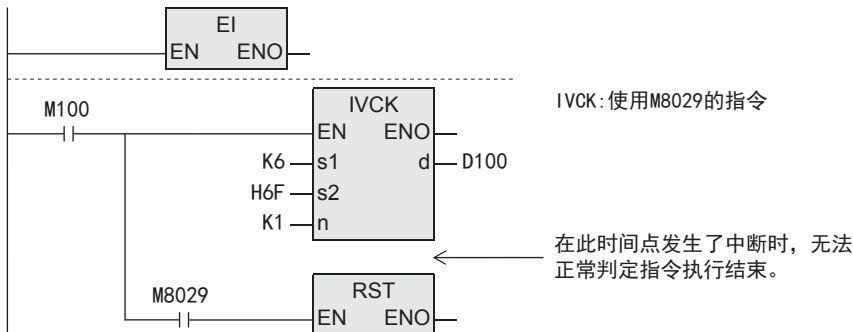 EI
EN ENO
M100
IVCK
IVCK:使用M8029的指令
EN ENO
K6 s1 d D100
H6F s2
K1 n
在此时间点发生了中断时，无法
正常判定指令执行结束。
M8029
RST
EN ENO